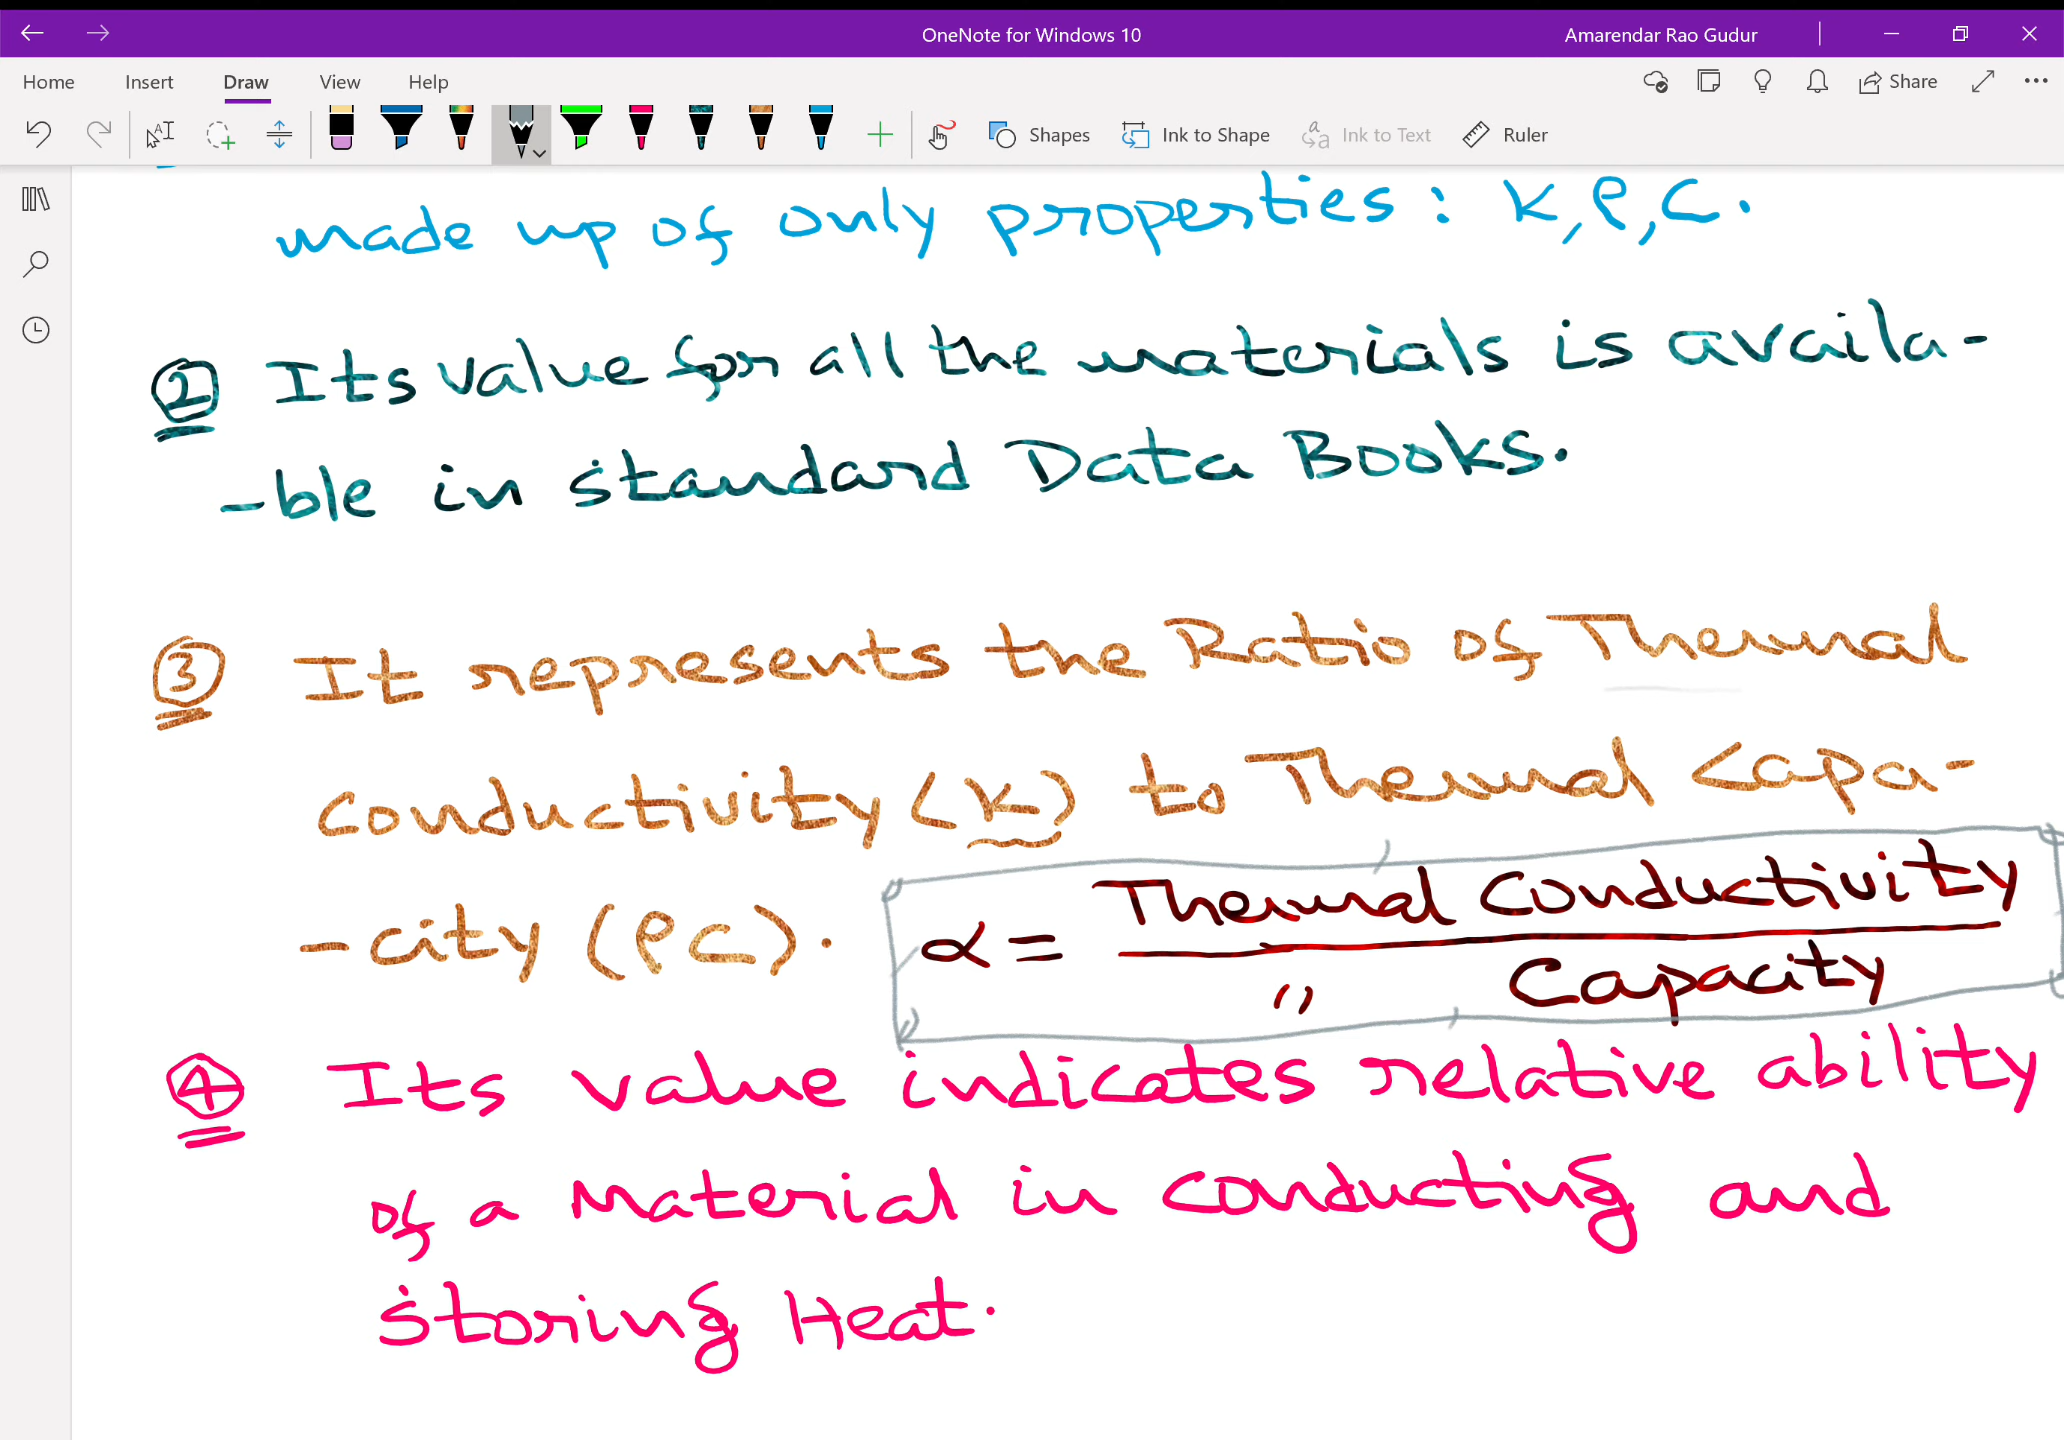 OneNote for Windows 10
Amarendar Rao Gudur
Home Insert Draw View Help
Share
Shapes Ink to Shape Ink to Text Ruler
made up of only properties : K, ρ, C.
② Its value for all the materials is availa-
-ble in standard Data Books.
③ It represents the Ratio of Thermal
conductivity (K) to Thermal capa-
-city (ρC).
α = Thermal Conductivity
〃 Capacity
④ Its value indicates relative ability
of a Material in conducting and
storing Heat.